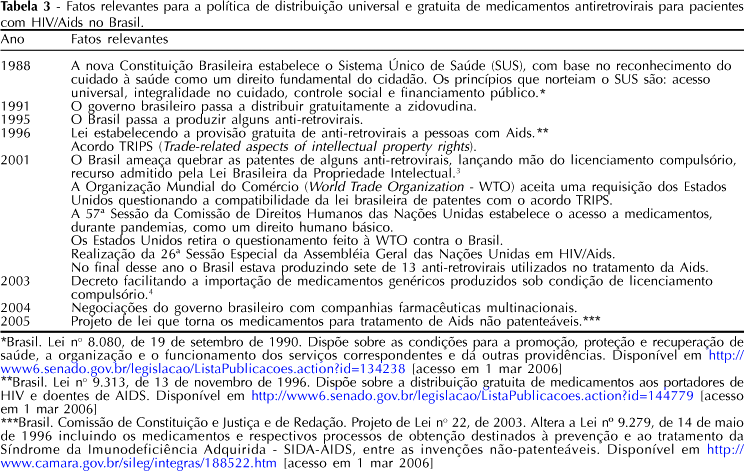 Tabela 3 - Fatos relevantes para a política de distribuição universal e gratuita de medicamentos antiretrovirais para pacientes
com HIV/Aids no Brasil.
Ano Fatos relevantes
1988 A nova Constituição Brasileira estabelece o Sistema Único de Saúde (SUS), com base no reconhecimento do
cuidado à saúde como um direito fundamental do cidadão. Os princípios que norteiam o SUS são: acesso
universal, integralidade no cuidado, controle social e financiamento público.*
1991 O governo brasileiro passa a distribuir gratuitamente a zidovudina.
1995 O Brasil passa a produzir alguns anti-retrovirais.
1996 Lei estabelecendo a provisão gratuita de anti-retrovirais a pessoas com Aids.**
Acordo TRIPS (Trade-related aspects of intellectual property rights).
2001 O Brasil ameaça quebrar as patentes de alguns anti-retrovirais, lançando mão do licenciamento compulsório,
recurso admitido pela Lei Brasileira da Propriedade Intelectual.³
A Organização Mundial do Comércio (World Trade Organization - WTO) aceita uma requisição dos Estados
Unidos questionando a compatibilidade da lei brasileira de patentes com o acordo TRIPS.
A 57ª Sessão da Comissão de Direitos Humanos das Nações Unidas estabelece o acesso a medicamentos,
durante pandemias, como um direito humano básico.
Os Estados Unidos retira o questionamento feito à WTO contra o Brasil.
Realização da 26ª Sessão Especial da Assembléia Geral das Nações Unidas em HIV/Aids.
No final desse ano o Brasil estava produzindo sete de 13 anti-retrovirais utilizados no tratamento da Aids.
2003 Decreto facilitando a importação de medicamentos genéricos produzidos sob condição de licenciamento
compulsório.⁴
2004 Negociações do governo brasileiro com companhias farmacêuticas multinacionais.
2005 Projeto de lei que torna os medicamentos para tratamento de Aids não patenteáveis.***
*Brasil. Lei nº 8.080, de 19 de setembro de 1990. Dispõe sobre as condições para a promoção, proteção e recuperação de
saúde, a organização e o funcionamento dos serviços correspondentes e dá outras providências. Disponível em http://
www6.senado.gov.br/legislacao/ListaPublicacoes.action?id=134238 [acesso em 1 mar 2006]
**Brasil. Lei nº 9.313, de 13 de novembro de 1996. Dispõe sobre a distribuição gratuita de medicamentos aos portadores de
HIV e doentes de AIDS. Disponível em http://www6.senado.gov.br/legislacao/ListaPublicacoes.action?id=144779 [acesso
em 1 mar 2006]
***Brasil. Comissão de Constituição e Justiça e de Redação. Projeto de Lei nº 22, de 2003. Altera a Lei nº 9.279, de 14 de maio
de 1996 incluindo os medicamentos e respectivos processos de obtenção destinados à prevenção e ao tratamento da
Síndrome da Imunodeficiência Adquirida - SIDA-AIDS, entre as invenções não-patenteáveis. Disponível em http://
www.camara.gov.br/sileg/integras/188522.htm [acesso em 1 mar 2006]